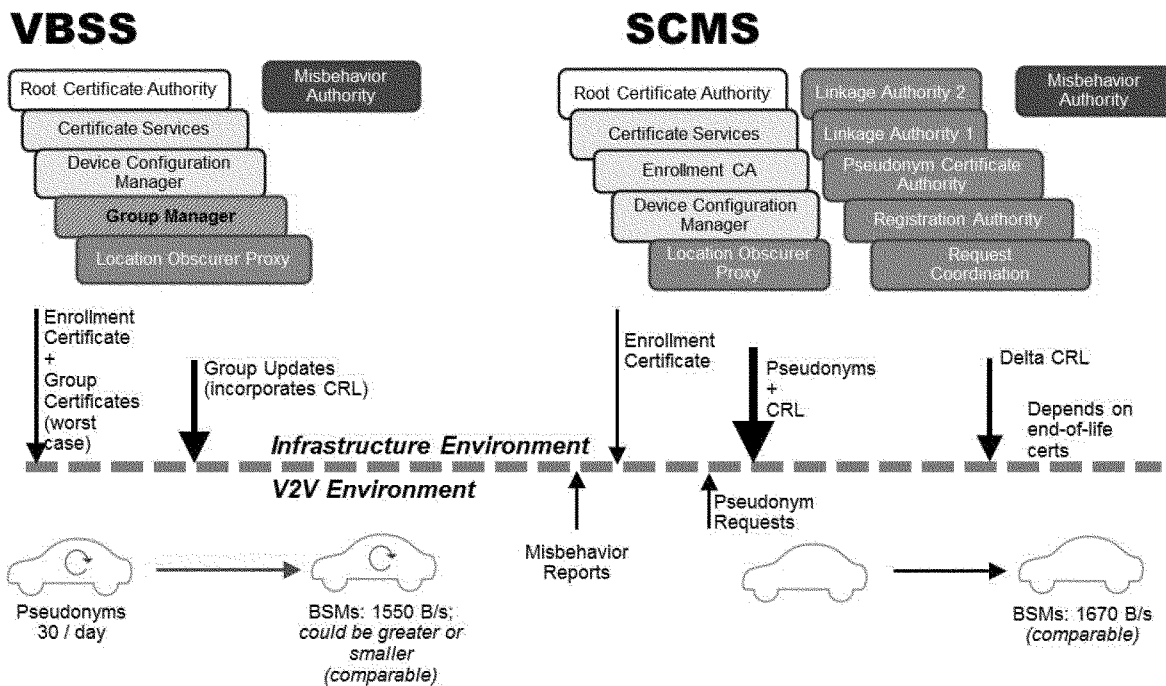 VBSS
Root Certificate Authority
Misbehavior
Authority
Certificate Services
Device Configuration
Manager
Group Manager
Location Obscurer Proxy
SCMS
Root Certificate Authority
Certificate Services
Enrollment CA
Device Configuration
Manager
Location Obscurer
Proxy
Linkage Authority 2
Linkage Authority 1
Pseudonym Certificate
Authority
Registration Authority
Request
Coordination
Misbehavior
Authority
Enrollment
Certificate
+
Group
Certificates
(worst
case)
Group Updates
(incorporates CRL)
Enrollment
Certificate
Pseudonyms
+
CRL
Delta CRL
Depends on
end-of-life
certs
Infrastructure Environment
V2V Environment
Misbehavior
Reports
Pseudonym
Requests
Pseudonyms
30 / day
BSMs: 1550 B/s;
could be greater or
smaller
(comparable)
BSMs: 1670 B/s
(comparable)